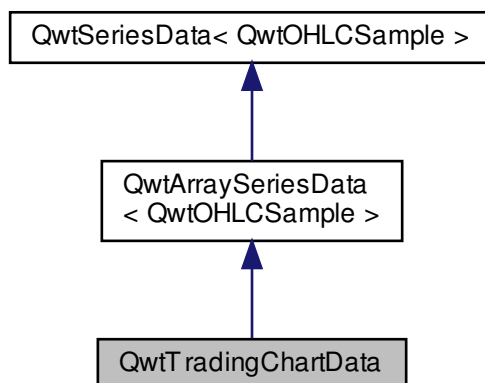 QwtSeriesData< QwtOHLCSample >
QwtArraySeriesData
< QwtOHLCSample >
QwtTradingChartData